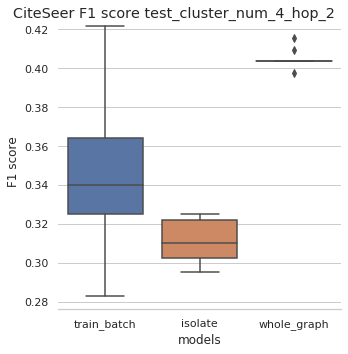 CiteSeer F1 score test_cluster_num_4_hop_2
0.42
0.40
0.38
0.36
0.34
0.32
0.30
0.28
F1 score
train_batch
isolate
whole_graph
models